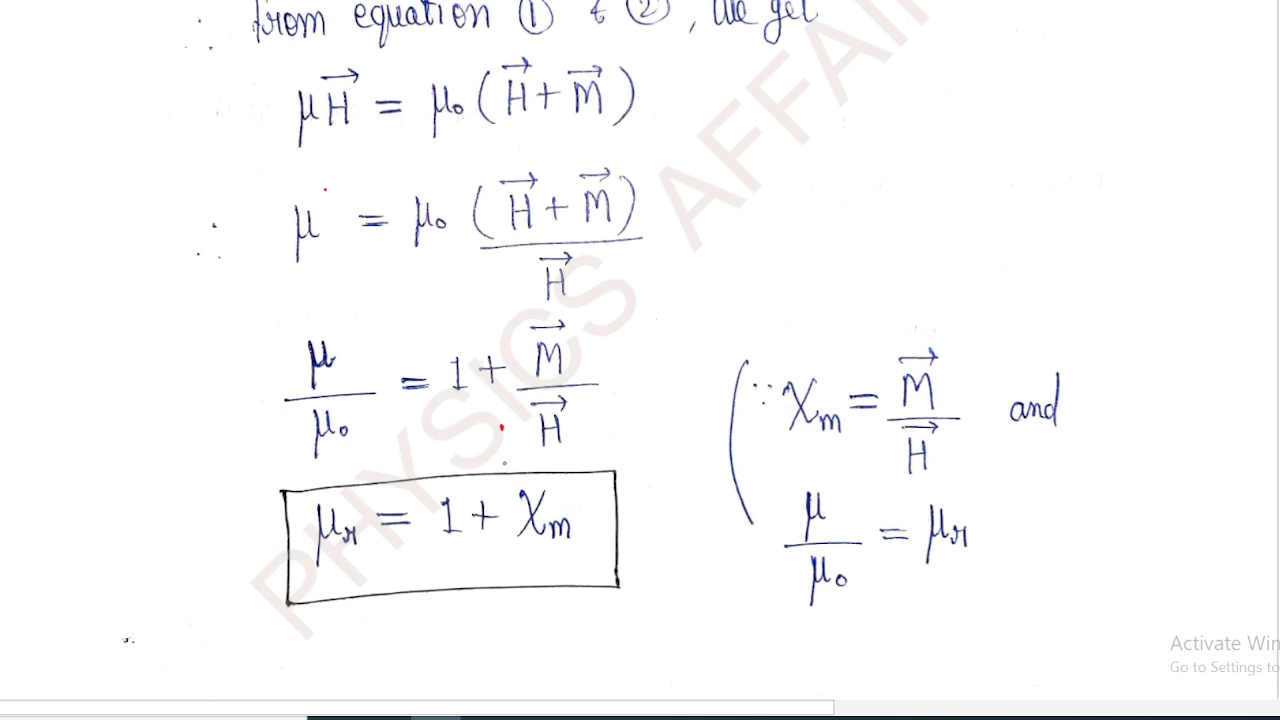 from equation ① & ②, we get
μH⃗ = μ₀ (H⃗ + M⃗)
∴ μ = μ₀ (H⃗ + M⃗) / H⃗
μ / μ₀ = 1 + M⃗ / H⃗
(∵ χm = M⃗ / H⃗ and
μ / μ₀ = μr
μr = 1 + χm
PHYSICS AFFAI
Activate Win
Go to Settings to